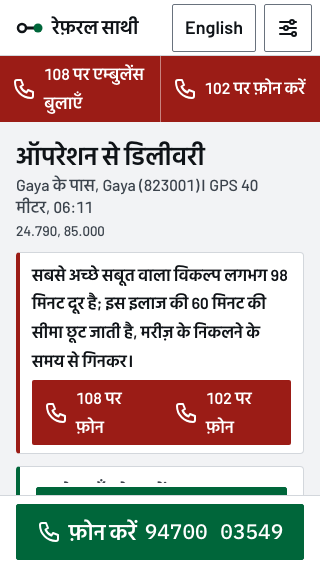 रेफ़रल साथी
English
108 पर एम्बुलेंस
बुलाएँ
102 पर फ़ोन करें
ऑपरेशन से डिलीवरी
Gaya के पास, Gaya (823001)। GPS 40
मीटर, 06:11
24.790, 85.000
सबसे अच्छे सबूत वाला विकल्प लगभग 98
मिनट दूर है; इस इलाज की 60 मिनट की
सीमा छूट जाती है, मरीज़ के निकलने के
समय से गिनकर।
108 पर
फ़ोन
102 पर
फ़ोन
फ़ोन करें 94700 03549